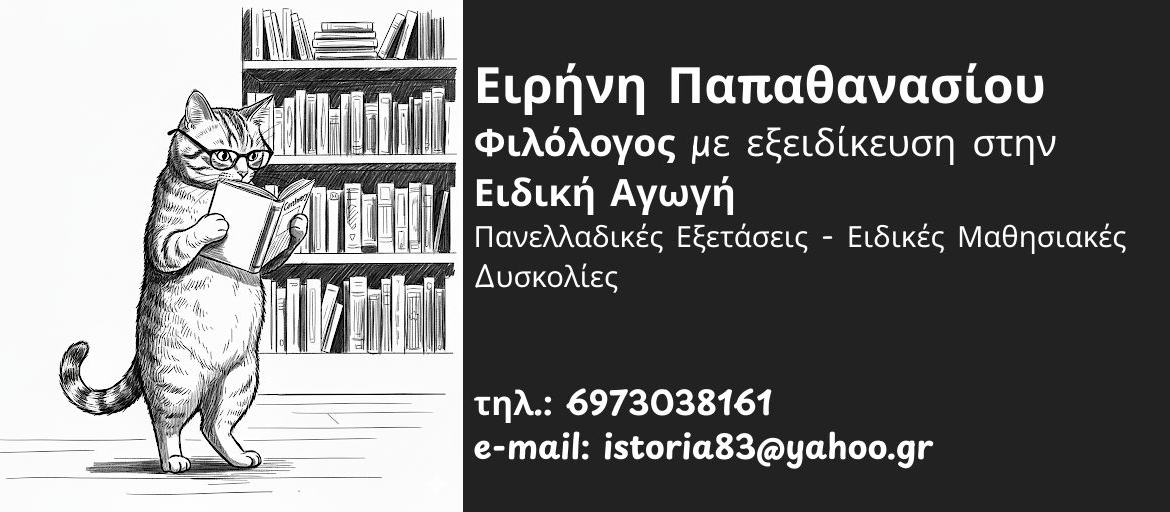 Ειρήνη Παπαθανασίου
Φιλόλογος με εξειδίκευση στην
Ειδική Αγωγή
Πανελλαδικές Εξετάσεις - Ειδικές Μαθησιακές
Δυσκολίες
τηλ.: 6973038161
e-mail: istoria83@yahoo.gr